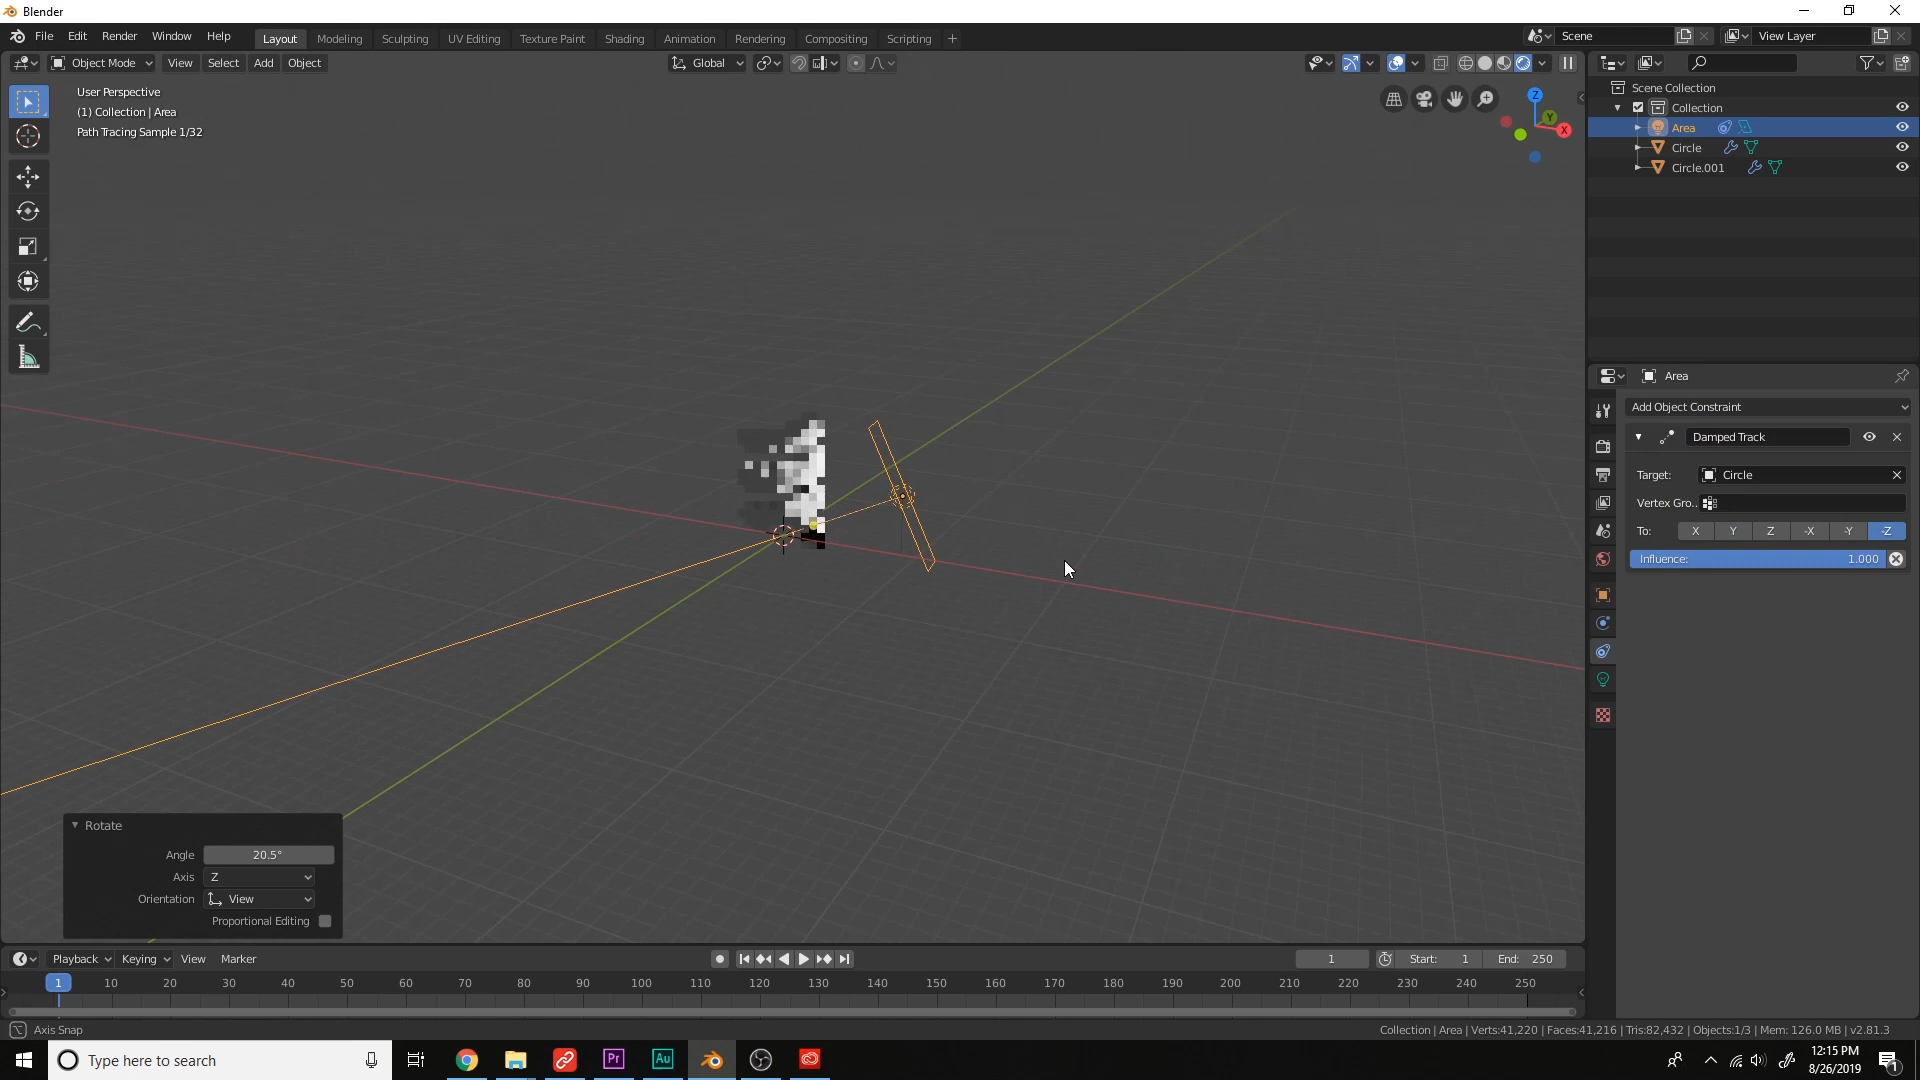 Blender
File Edit Render Window Help
Layout Modeling Sculpting UV Editing Texture Paint Shading Animation Rendering Compositing Scripting +
Scene
View Layer
Object Mode View Select Add Object
Global
User Perspective
(1) Collection | Area
Path Tracing Sample 1/32
Z
Y
X
Scene Collection
Collection
Area
Circle
Circle.001
Area
Add Object Constraint
Damped Track
Target: Circle
Vertex Gro..
To: X Y Z -X -Y -Z
Influence: 1.000
Rotate
Angle 20.5°
Axis Z
Orientation View
Proportional Editing
Playback Keying View Marker
1 Start: 1 End: 250
1 10 20 30 40 50 60 70 80 90 100 110 120 130 140 150 160 170 180 190 200 210 220 230 240 250
Axis Snap
Collection | Area | Verts:41,220 | Faces:41,216 | Tris:82,432 | Objects:1/3 | Mem: 126.0 MB | v2.81.3
Type here to search
Pr
Au
12:15 PM
8/26/2019
1